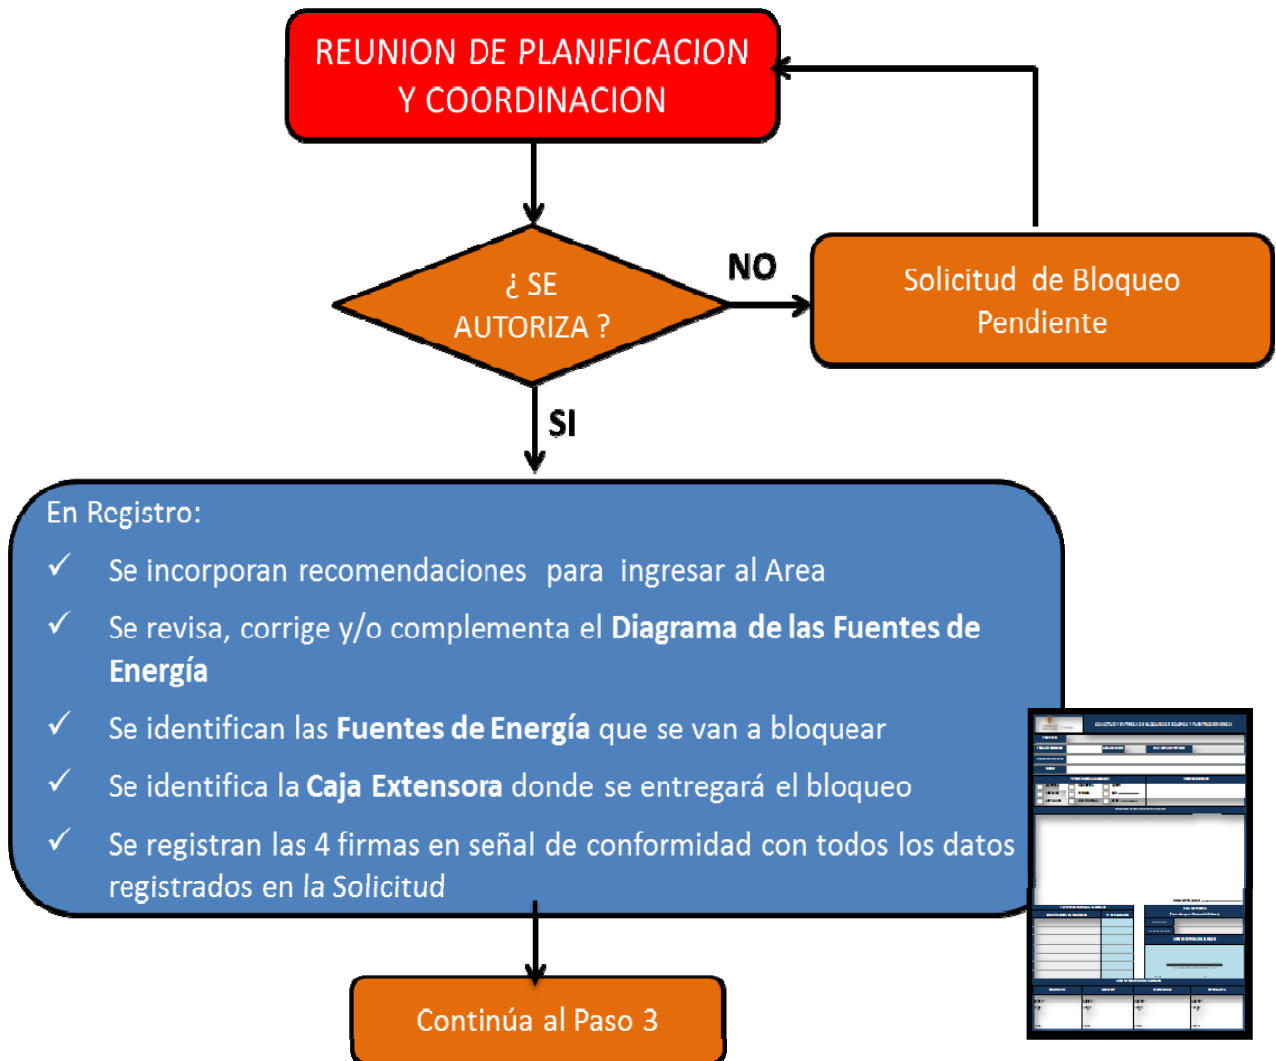 REUNION DE PLANIFICACION
Y COORDINACION
¿ SE
AUTORIZA ?
NO
Solicitud de Bloqueo
Pendiente
SI
En Registro:
✓ Se incorporan recomendaciones para ingresar al Area
✓ Se revisa, corrige y/o complementa el Diagrama de las Fuentes de
Energía
✓ Se identifican las Fuentes de Energía que se van a bloquear
✓ Se identifica la Caja Extensora donde se entregará el bloqueo
✓ Se registran las 4 firmas en señal de conformidad con todos los datos
registrados en la Solicitud
Continúa al Paso 3